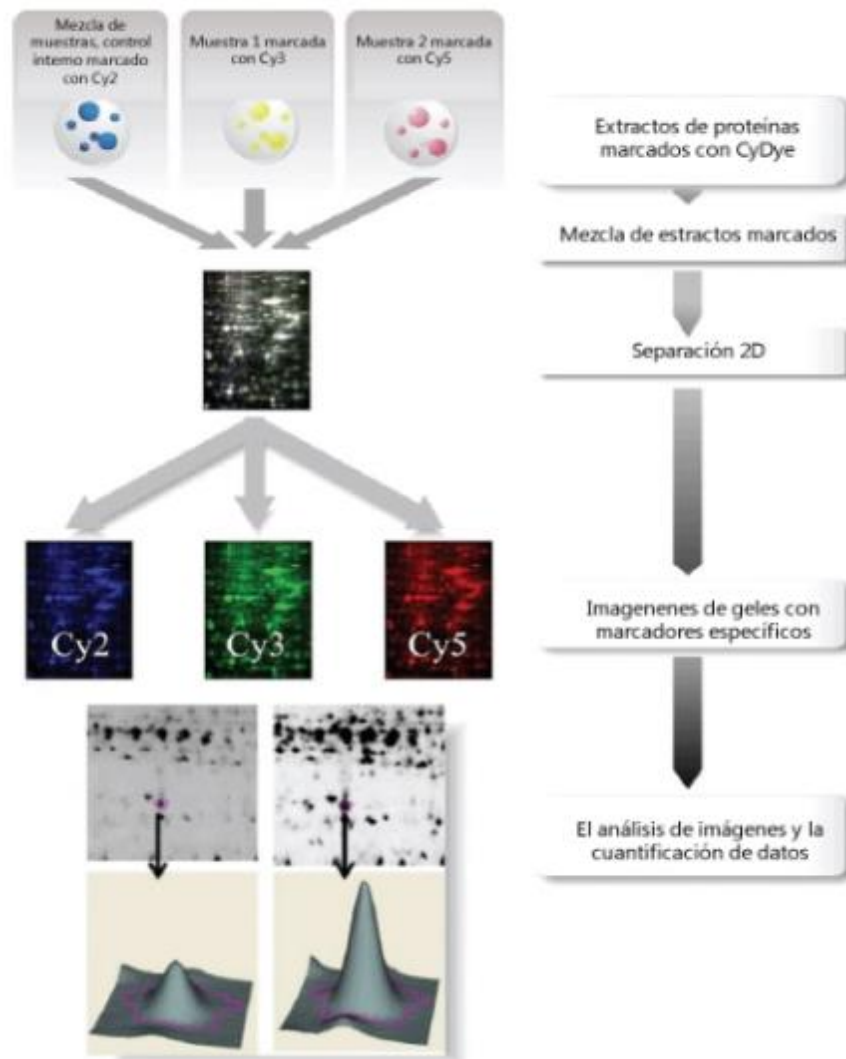 Mezcla de
muestras, control
interno marcado
con Cy2
Muestra 1 marcada
con Cy3
Muestra 2 marcada
con Cy5
Extractos de proteínas
marcados con CyDye
Mezcla de estractos marcados
Separación 2D
Cy2
Cy3
Cy5
Imagenenes de geles con
marcadores específicos
El análisis de imágenes y la
cuantificación de datos